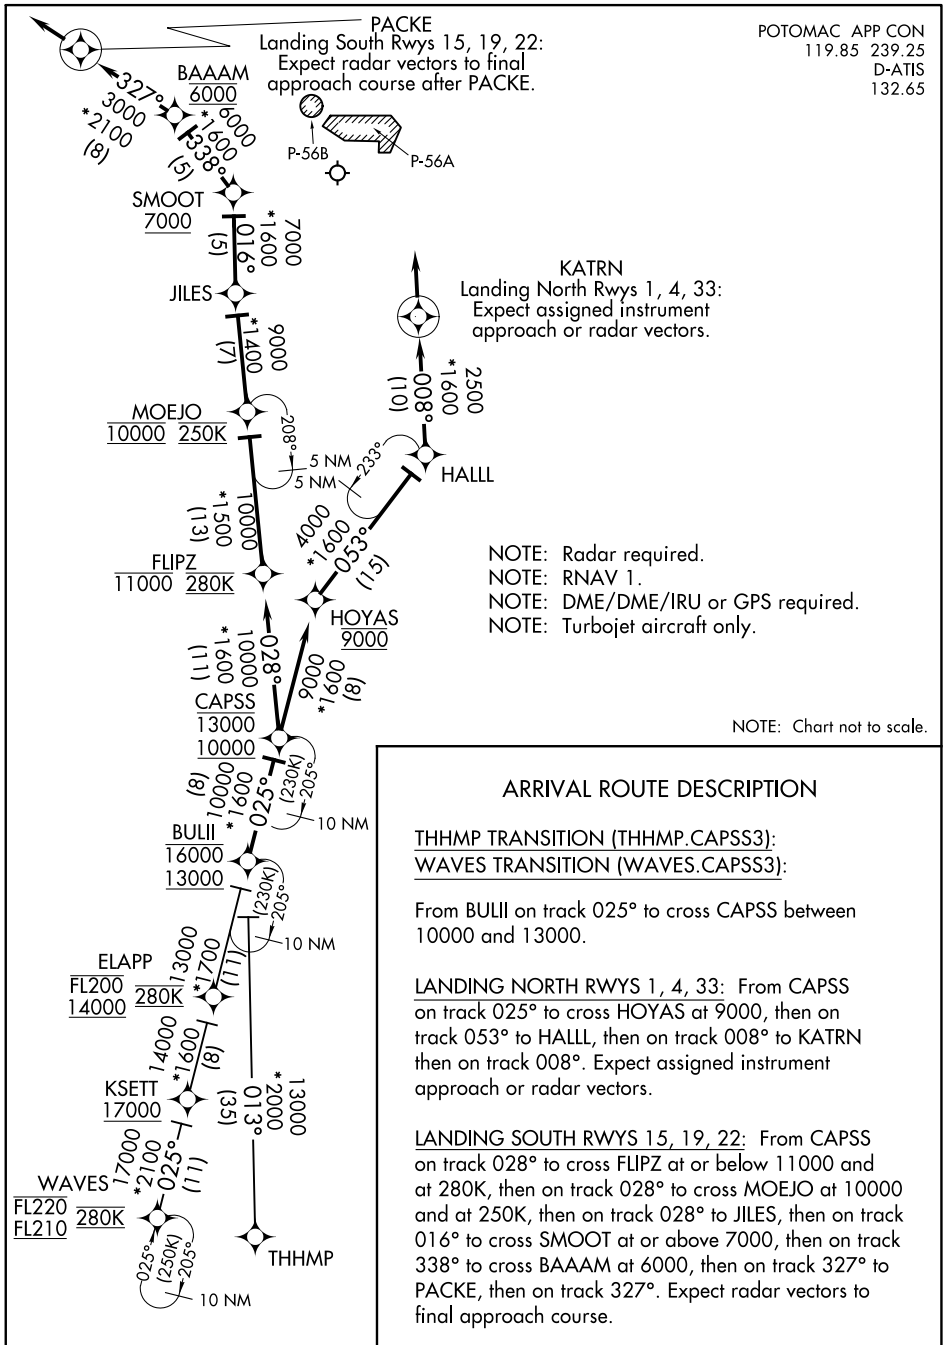 PACKE
Landing South Rwys 15, 19, 22:
Expect radar vectors to final
approach course after PACKE.
POTOMAC APP CON
119.85 239.25
D-ATIS
132.65
327°
3000
*2100
(8)
BAAAM
6000
6000
*1600
338°
(5)
P-56B
P-56A
SMOOT
7000
7000
*1600
016°
(5)
JILES
9000
*1400
(7)
KATRN
Landing North Rwys 1, 4, 33:
Expect assigned instrument
approach or radar vectors.
2500
*1600
008°
(10)
MOEJO
10000 250K
208°
5 NM
5 NM
233°
HALLL
10000
*1500
(13)
4000
*1600
053°
(15)
FLIPZ
11000 280K
HOYAS
9000
NOTE: Radar required.
NOTE: RNAV 1.
NOTE: DME/DME/IRU or GPS required.
NOTE: Turbojet aircraft only.
028°
10000
*1600
(11)
9000
*1600
(8)
CAPSS
13000
10000
NOTE: Chart not to scale.
10000
*1600
025°
(8)
(230K)
205°
10 NM
BULII
16000
13000
(230K)
205°
10 NM
13000
*1700
(11)
ELAPP
FL200
14000
280K
14000
*1600
(8)
KSETT
17000
13000
*2000
013°
(35)
17000
*2100
025°
(11)
WAVES
FL220
FL210
280K
025°
(250K)
205°
10 NM
THHMP
ARRIVAL ROUTE DESCRIPTION
THHMP TRANSITION (THHMP.CAPSS3):
WAVES TRANSITION (WAVES.CAPSS3):
From BULII on track 025° to cross CAPSS between
10000 and 13000.
LANDING NORTH RWYS 1, 4, 33: From CAPSS
on track 025° to cross HOYAS at 9000, then on
track 053° to HALLL, then on track 008° to KATRN
then on track 008°. Expect assigned instrument
approach or radar vectors.
LANDING SOUTH RWYS 15, 19, 22: From CAPSS
on track 028° to cross FLIPZ at or below 11000 and
at 280K, then on track 028° to cross MOEJO at 10000
and at 250K, then on track 028° to JILES, then on track
016° to cross SMOOT at or above 7000, then on track
338° to cross BAAAM at 6000, then on track 327° to
PACKE, then on track 327°. Expect radar vectors to
final approach course.